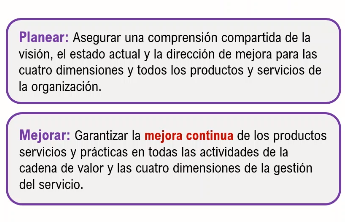 Planear: Asegurar una comprensión compartida de la
visión, el estado actual y la dirección de mejora para las
cuatro dimensiones y todos los productos y servicios de
la organización.
Mejorar: Garantizar la mejora continua de los productos
servicios y prácticas en todas las actividades de la
cadena de valor y las cuatro dimensiones de la gestión
del servicio.